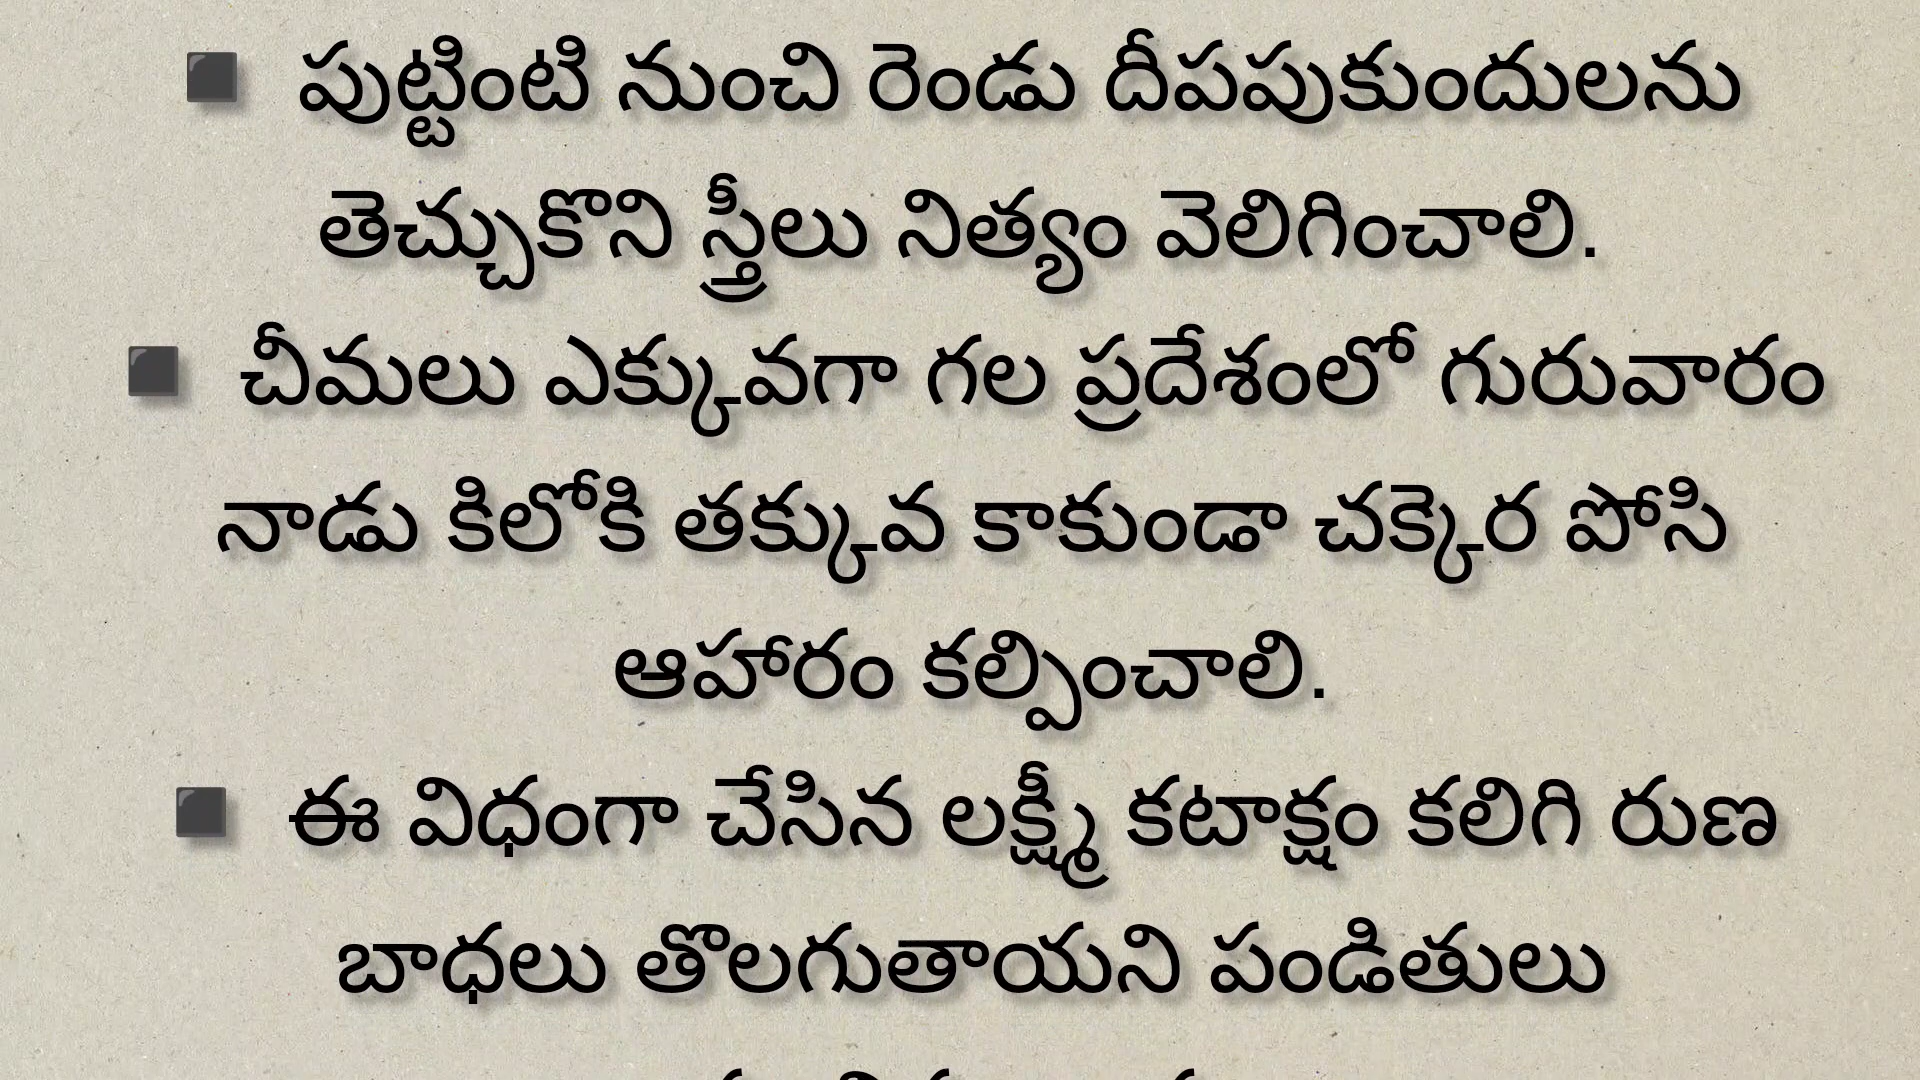 ▪ పుట్టింటి నుంచి రెండు దీపపుకుందులను
తెచ్చుకొని స్త్రీలు నిత్యం వెలిగించాలి.
▪ చీమలు ఎక్కువగా గల ప్రదేశంలో గురువారం
నాడు కిలోకి తక్కువ కాకుండా చక్కెర పోసి
ఆహారం కల్పించాలి.
▪ ఈ విధంగా చేసిన లక్ష్మీ కటాక్షం కలిగి రుణ
బాధలు తొలగుతాయని పండితులు